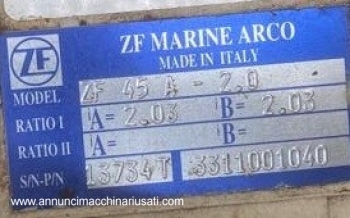 ZF MARINE ARCO
ZF
MADE IN ITALY
MODEL ZF 45 A - 2.0
RATIO I A= 2.03 B= 2.03
RATIO II A= B=
S/N-P/N 13734T 3311001040
www.annuncimacchinariusati.com